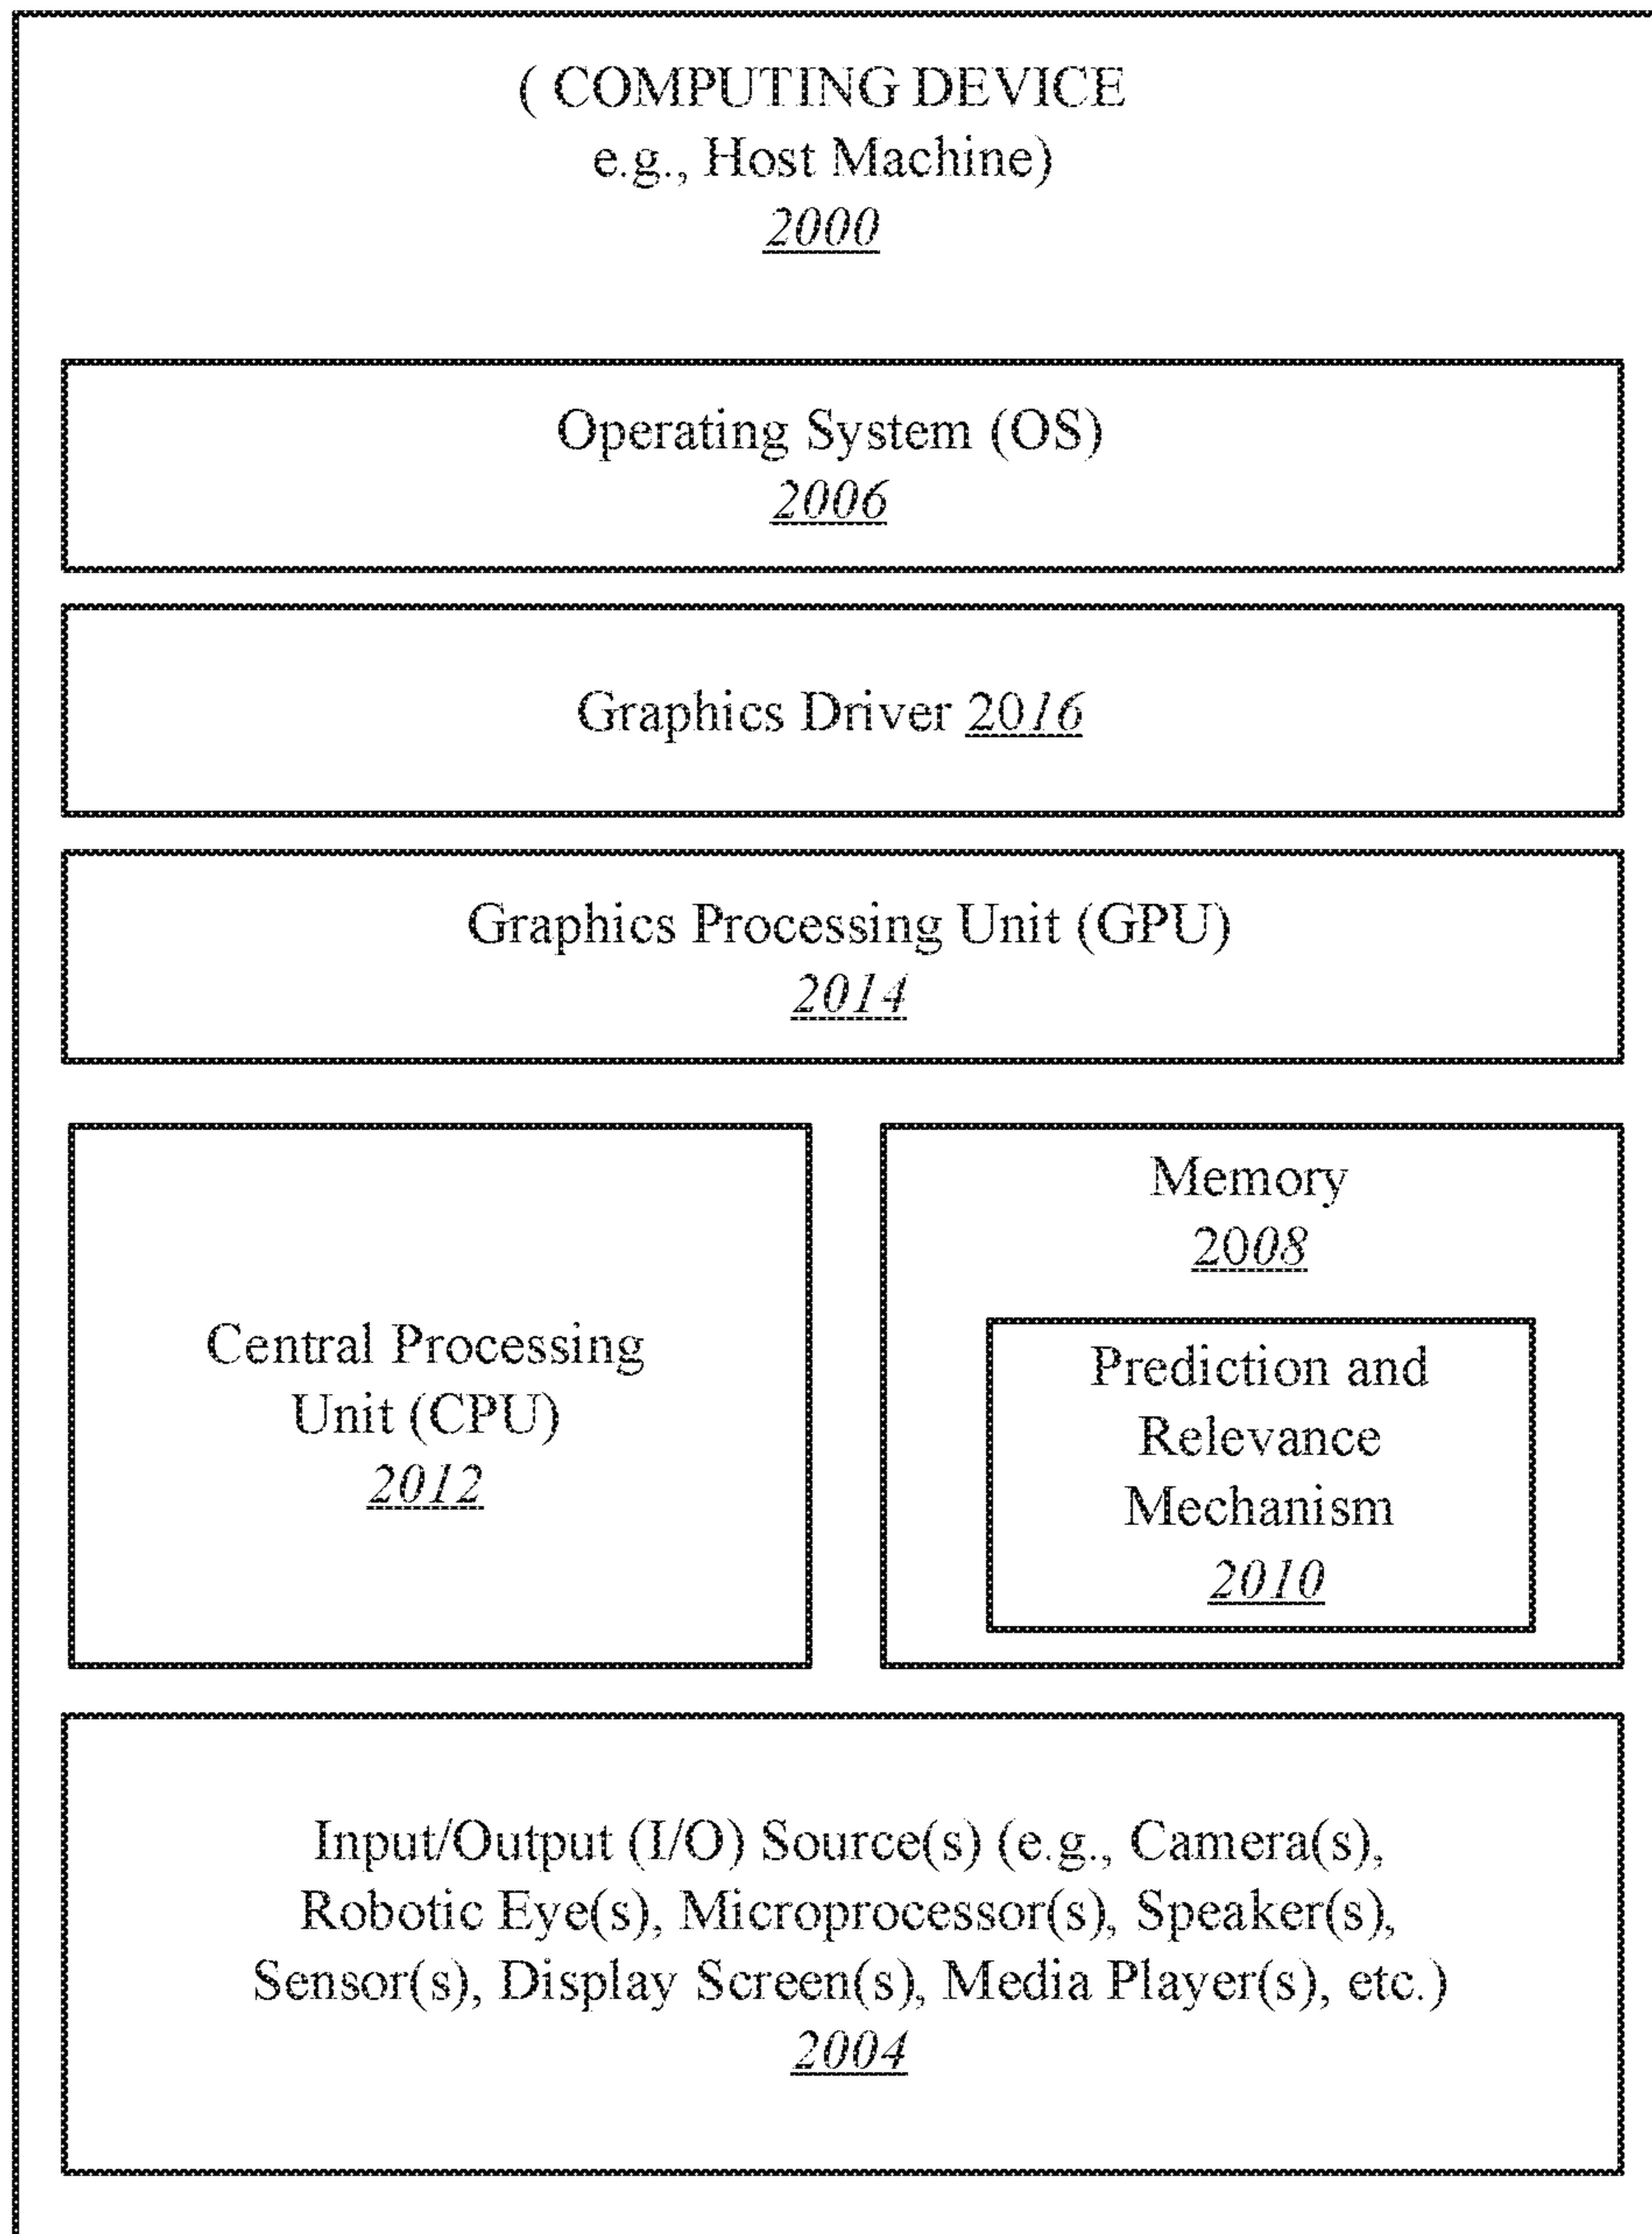 ( COMPUTING DEVICE
e.g., Host Machine)
2000
Operating System (OS)
2006
Graphics Driver 2016
Graphics Processing Unit (GPU)
2014
Central Processing
Unit (CPU)
2012
Memory
2008
Prediction and
Relevance
Mechanism
2010
Input/Output (I/O) Source(s) (e.g., Camera(s),
Robotic Eye(s), Microprocessor(s), Speaker(s),
Sensor(s), Display Screen(s), Media Player(s), etc.)
2004